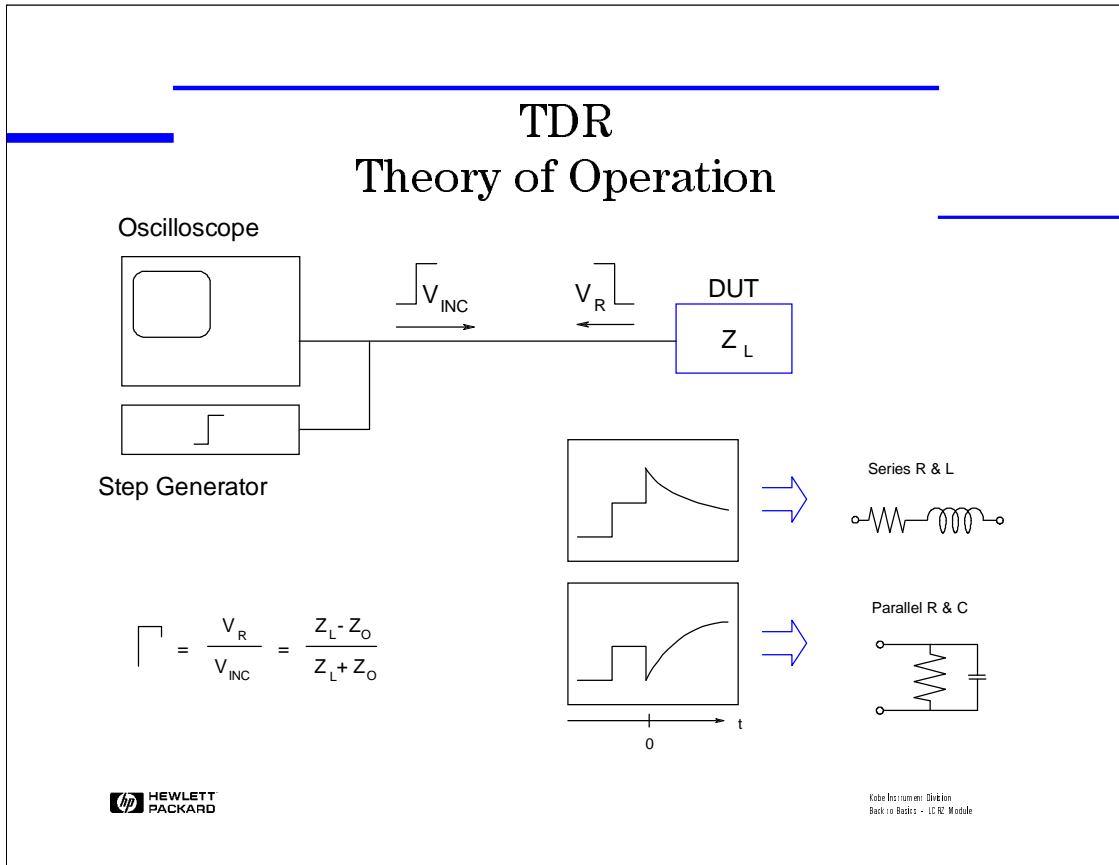 TDR
Theory of Operation
Oscilloscope
V INC
V R
DUT
Z L
Step Generator
Series R & L
Parallel R & C
Γ = V R / V INC = Z L - Z O / Z L + Z O
t
0
hp HEWLETT
PACKARD
Kobe Instrument Division
Back to Basics - LCRZ Module